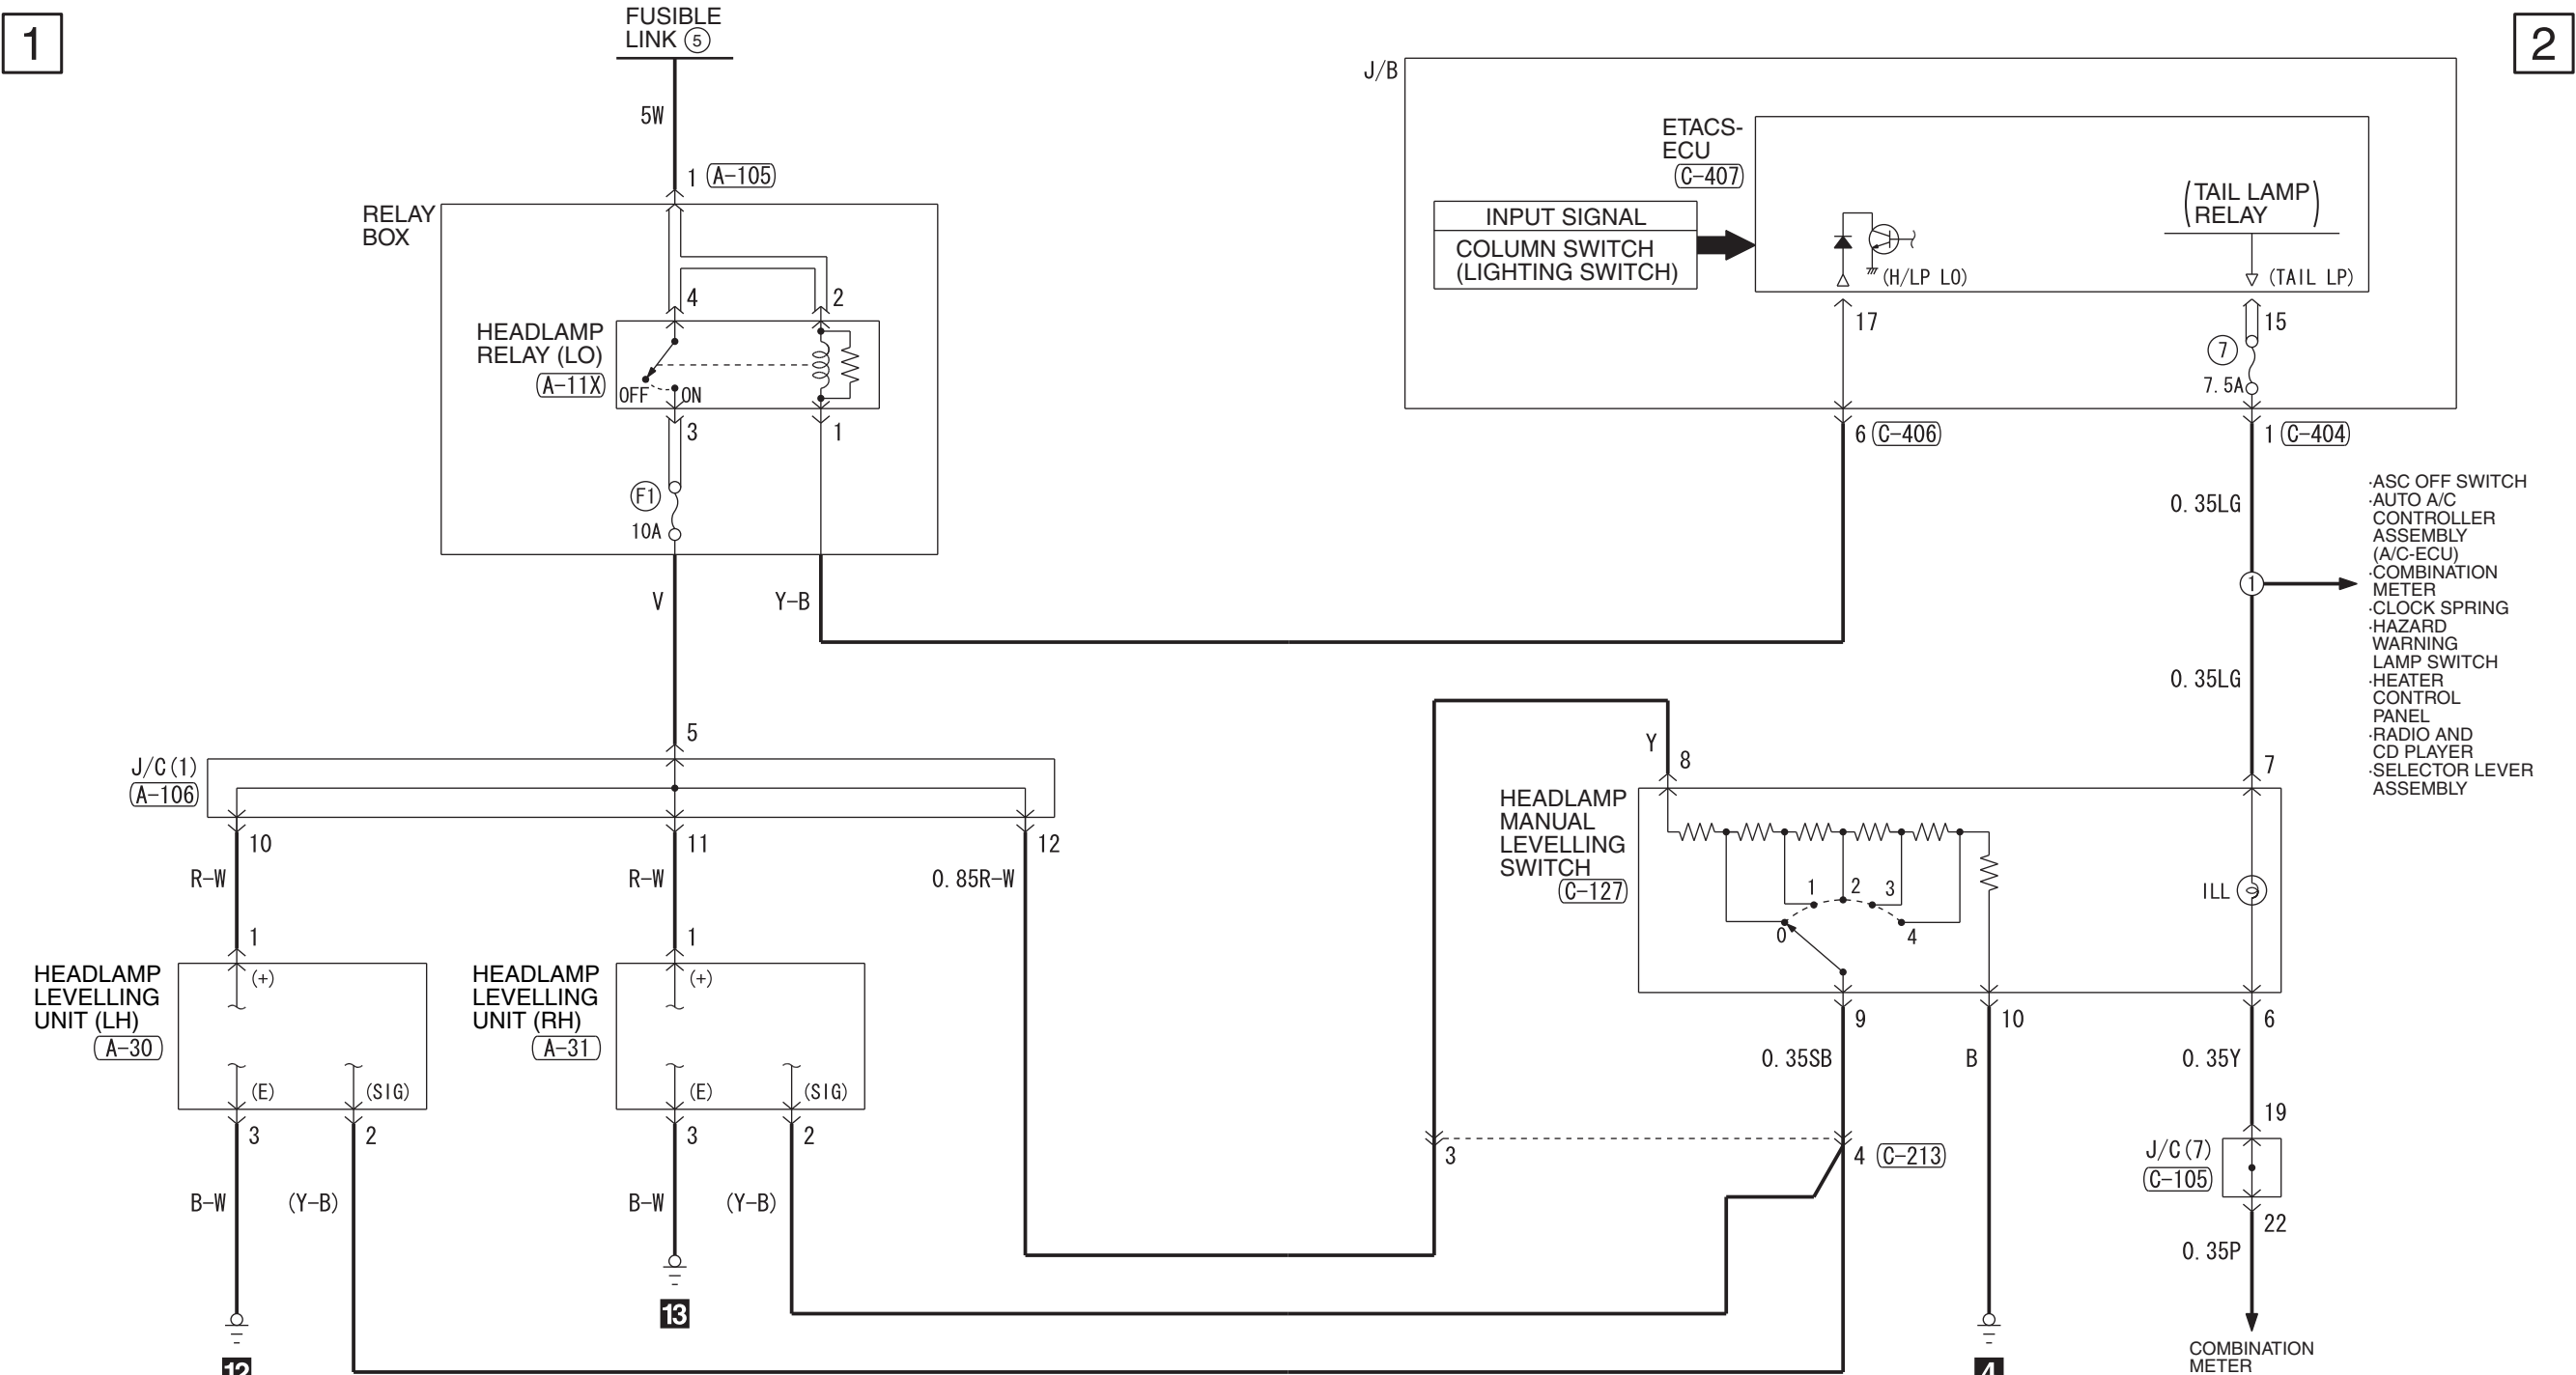 1
FUSIBLE
LINK 5
5W
1 A-105
RELAY
BOX
4
2
HEADLAMP
RELAY (LO)
A-11X
OFF
ON
3
1
F1
10A
V
Y-B
5
J/C(1)
A-106
10
11
12
R-W
R-W
0.85R-W
1
1
HEADLAMP
LEVELLING
UNIT (LH)
A-30
(+)
(E)
(SIG)
3
2
B-W
(Y-B)
12
HEADLAMP
LEVELLING
UNIT (RH)
A-31
(+)
(E)
(SIG)
3
2
B-W
(Y-B)
13
2
J/B
ETACS-
ECU
C-407
INPUT SIGNAL
COLUMN SWITCH
(LIGHTING SWITCH)
(H/LP LO)
(TAIL LAMP
RELAY)
(TAIL LP)
17
15
7
7.5A
6 C-406
1 C-404
0.35LG
1
·ASC OFF SWITCH
·AUTO A/C
CONTROLLER
ASSEMBLY
(A/C-ECU)
·COMBINATION
METER
·CLOCK SPRING
·HAZARD
WARNING
LAMP SWITCH
·HEATER
CONTROL
PANEL
·RADIO AND
CD PLAYER
·SELECTOR LEVER
ASSEMBLY
0.35LG
Y
8
7
HEADLAMP
MANUAL
LEVELLING
SWITCH
C-127
0
1
2
3
4
ILL
9
10
6
0.35SB
B
0.35Y
3
4 C-213
19
J/C(7)
C-105
22
0.35P
4
COMBINATION
METER